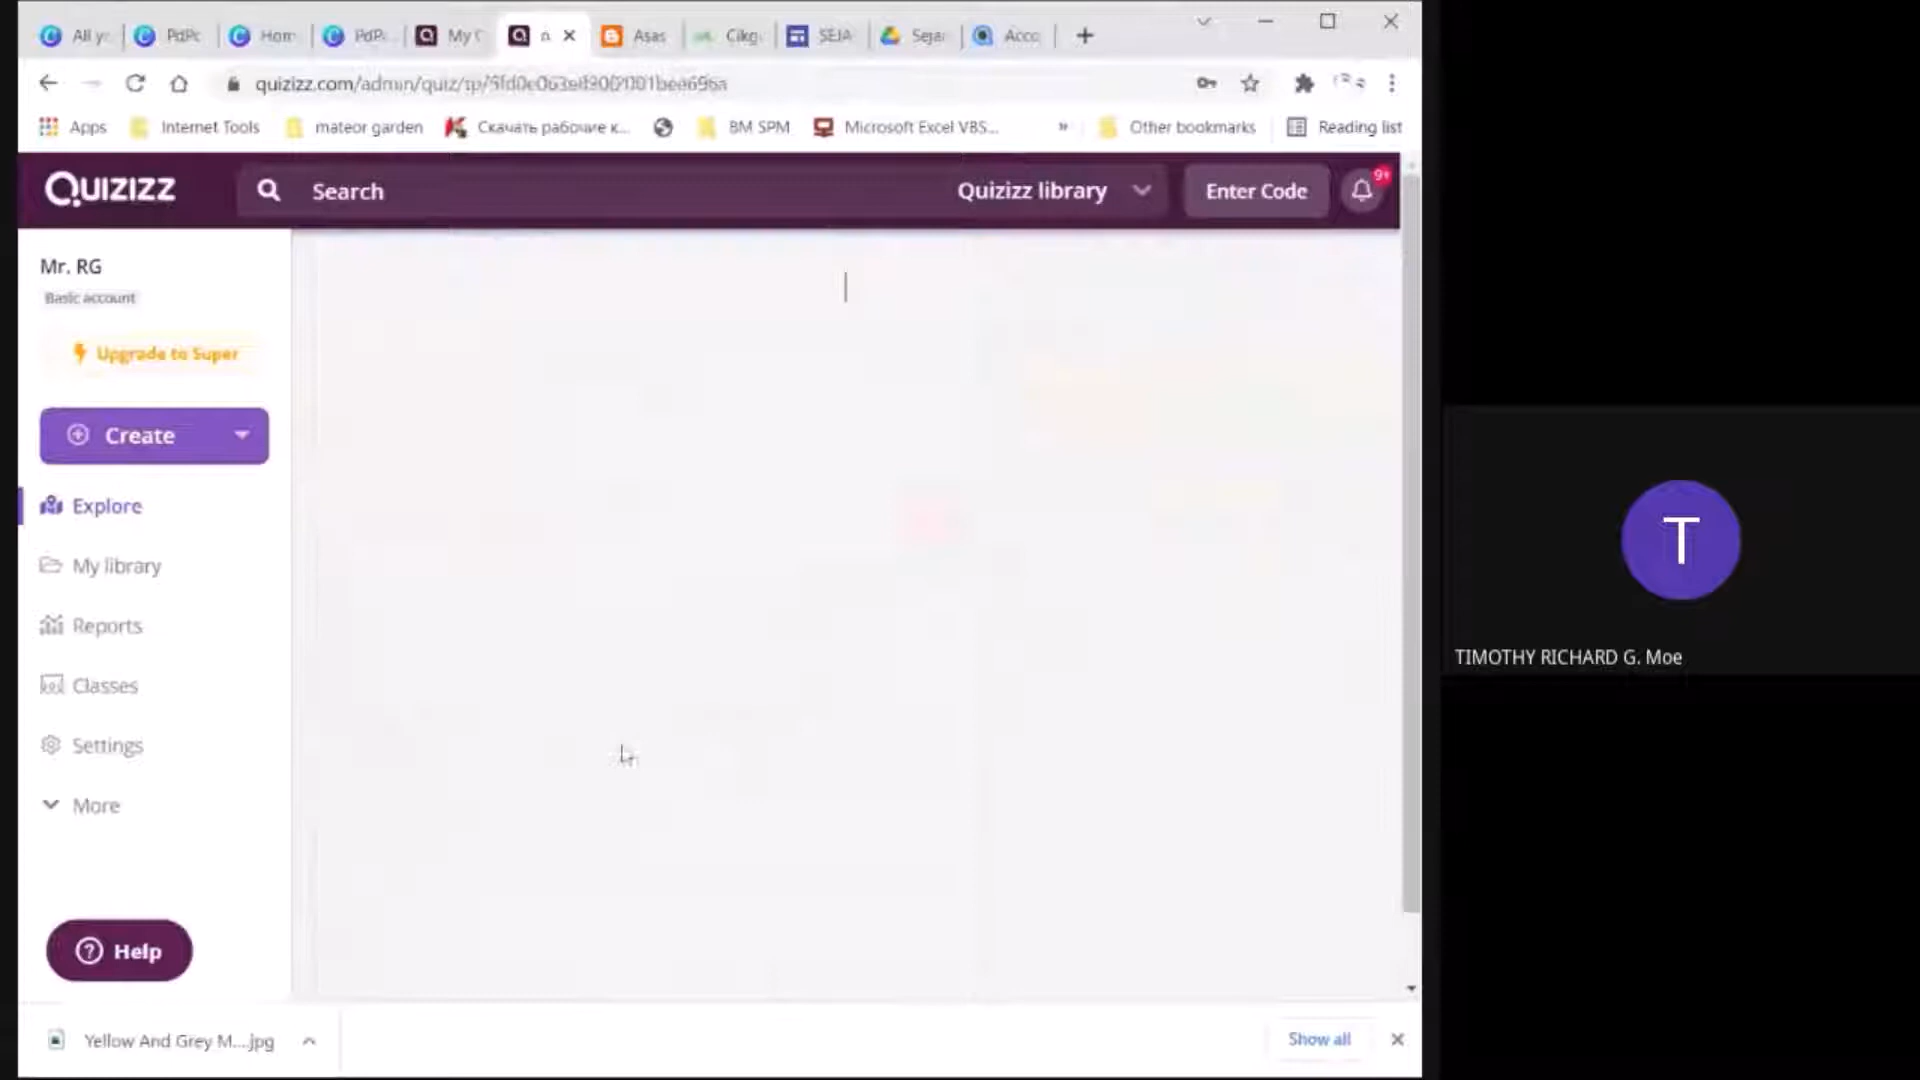 All PdPc Hom PdPc My Q Asas Cikg SEJA Seja Acco
quizizz.com/admin/quiz/
Apps Internet Tools mateor garden Скачать рабочие к... BM SPM Microsoft Excel VBS... » Other bookmarks Reading list
QUIZIZZ Search Quizizz library Enter Code 9+
Mr. RG
Basic account
Upgrade to Super
Create
Explore
My library
Reports
Classes
Settings
More
Help
Yellow And Grey M....jpg Show all
T
TIMOTHY RICHARD G. Moe